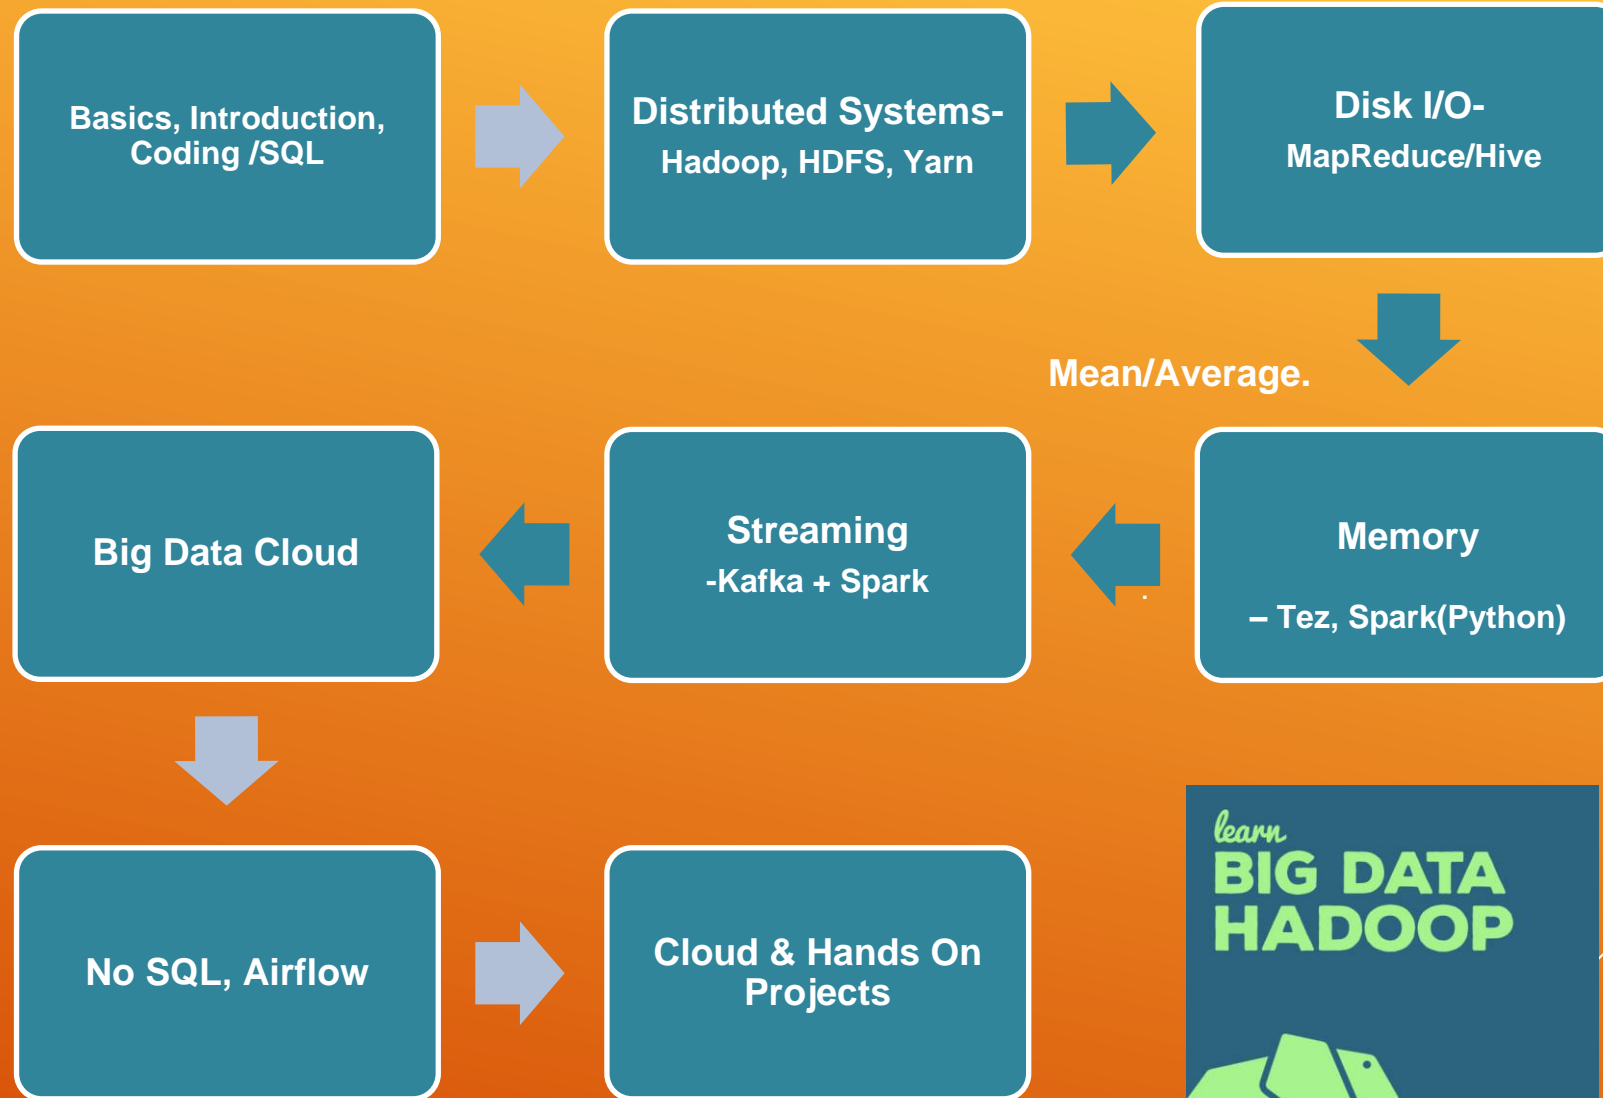 Basics, Introduction,
Coding /SQL
Distributed Systems-
Hadoop, HDFS, Yarn
Disk I/O-
MapReduce/Hive
Mean/Average.
Memory
– Tez, Spark(Python)
.
Streaming
-Kafka + Spark
Big Data Cloud
No SQL, Airflow
Cloud & Hands On
Projects
learn
BIG DATA
HADOOP